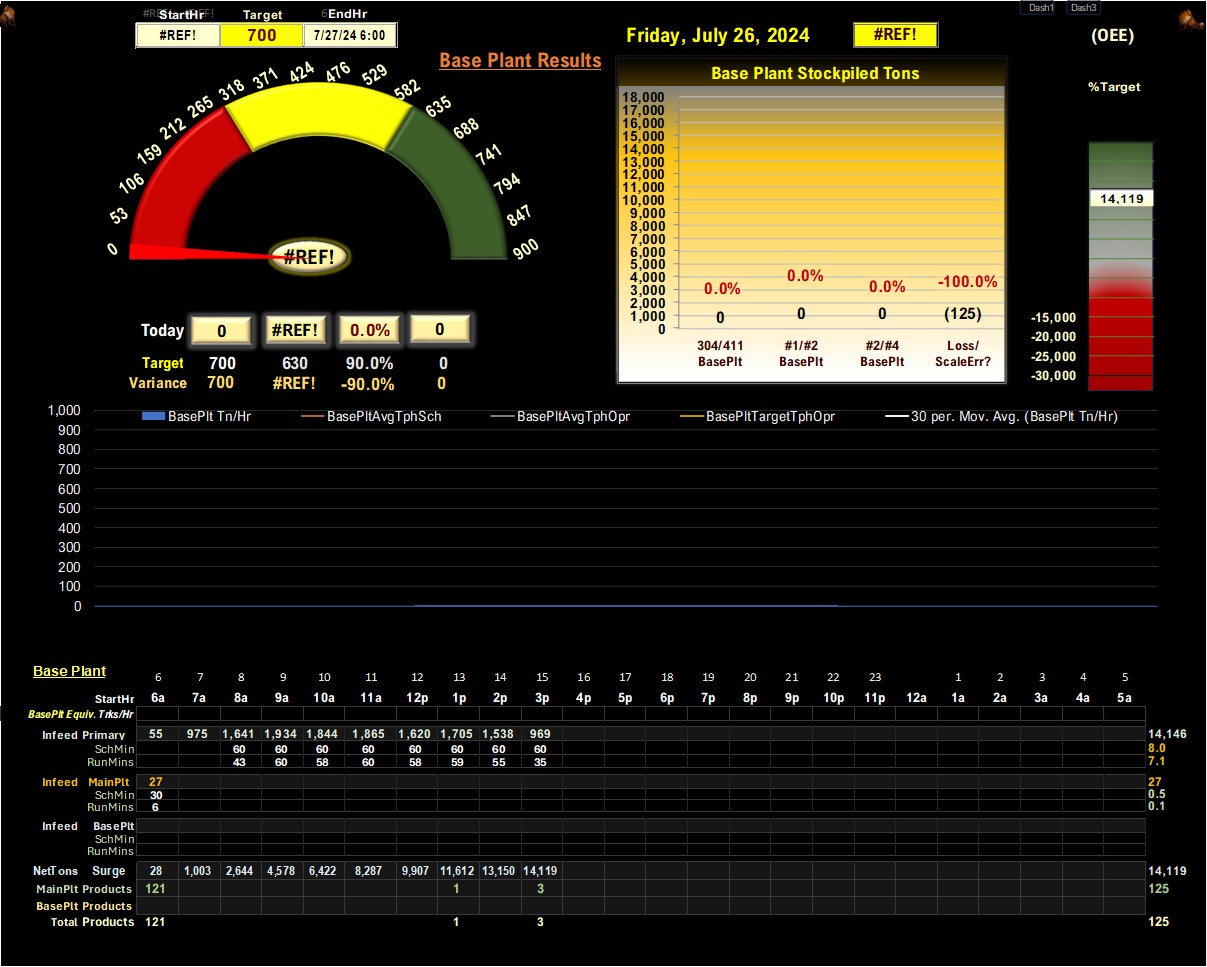 #REF! #REF! 6
StartHr Target EndHr
#REF! 700 7/27/24 6:00
Friday, July 26, 2024 #REF!
Dash1 Dash3
(OEE)
%Target
Base Plant Results
0 53 106 159 212 265 318 371 424 476 529 582 635 688 741 794 847 900
#REF!
Today 0 #REF! 0.0% 0
Target 700 630 90.0% 0
Variance 700 #REF! -90.0% 0
Base Plant Stockpiled Tons
18,000
17,000
16,000
15,000
14,000
13,000
12,000
11,000
10,000
9,000
8,000
7,000
6,000
5,000
4,000
3,000
2,000
1,000
0
0.0% 0.0% 0.0% -100.0%
0 0 0 (125)
304/411 #1/#2 #2/#4 Loss/
BasePlt BasePlt BasePlt ScaleErr?
14,119
-15,000
-20,000
-25,000
-30,000
BasePlt Tn/Hr BasePltAvgTphSch BasePltAvgTphOpr BasePltTargetTphOpr 30 per. Mov. Avg. (BasePlt Tn/Hr)
1,000
900
800
700
600
500
400
300
200
100
0
Base Plant 6 7 8 9 10 11 12 13 14 15 16 17 18 19 20 21 22 23 1 2 3 4 5
StartHr 6a 7a 8a 9a 10a 11a 12p 1p 2p 3p 4p 5p 6p 7p 8p 9p 10p 11p 12a 1a 2a 3a 4a 5a
BasePlt Equiv. Trks/Hr
Infeed Primary 55 975 1,641 1,934 1,844 1,865 1,620 1,705 1,538 969 14,146
SchMin 60 60 60 60 60 60 60 60 8.0
RunMins 43 60 58 60 58 59 55 35 7.1
Infeed MainPlt 27 27
SchMin 30 0.5
RunMins 6 0.1
Infeed BasePlt
SchMin
RunMins
NetTons Surge 28 1,003 2,644 4,578 6,422 8,287 9,907 11,612 13,150 14,119 14,119
MainPlt Products 121 1 3 125
BasePlt Products
Total Products 121 1 3 125